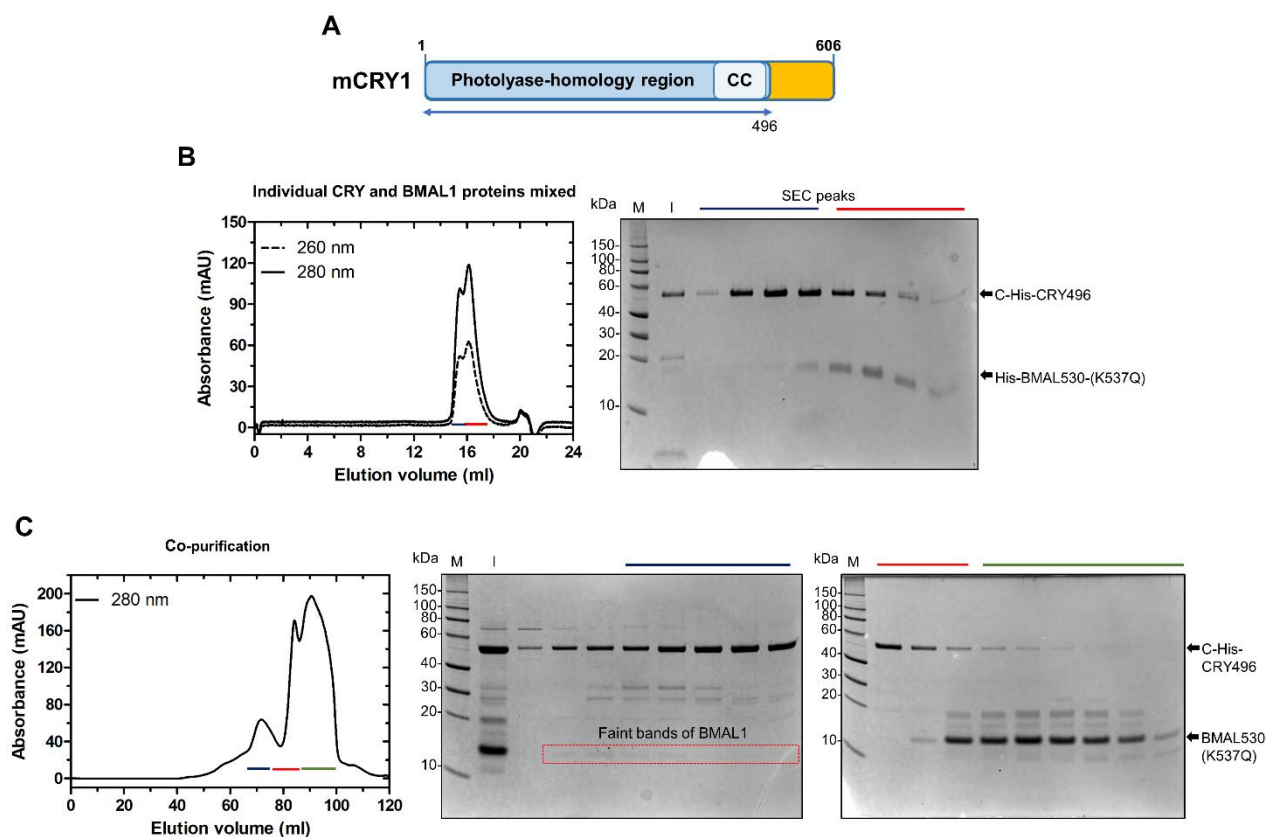 A
1
606
mCRY1
Photolyase-homology region
CC
496
B
Individual CRY and BMAL1 proteins mixed
150
120
90
60
30
0
Absorbance (mAU)
260 nm
280 nm
0
4
8
12
16
20
24
Elution volume (ml)
kDa
M
I
SEC peaks
150-
100-
80-
60-
50-
40-
30-
20-
10-
C-His-CRY496
His-BMAL530-(K537Q)
C
Co-purification
200
160
120
80
40
0
Absorbance (mAU)
280 nm
0
20
40
60
80
100
120
Elution volume (ml)
kDa
M
I
150-
100-
80-
60-
40-
30-
20-
10-
Faint bands of BMAL1
kDa
M
150-
100-
80-
60-
40-
30-
20-
10-
C-His-
CRY496
BMAL530
(K537Q)